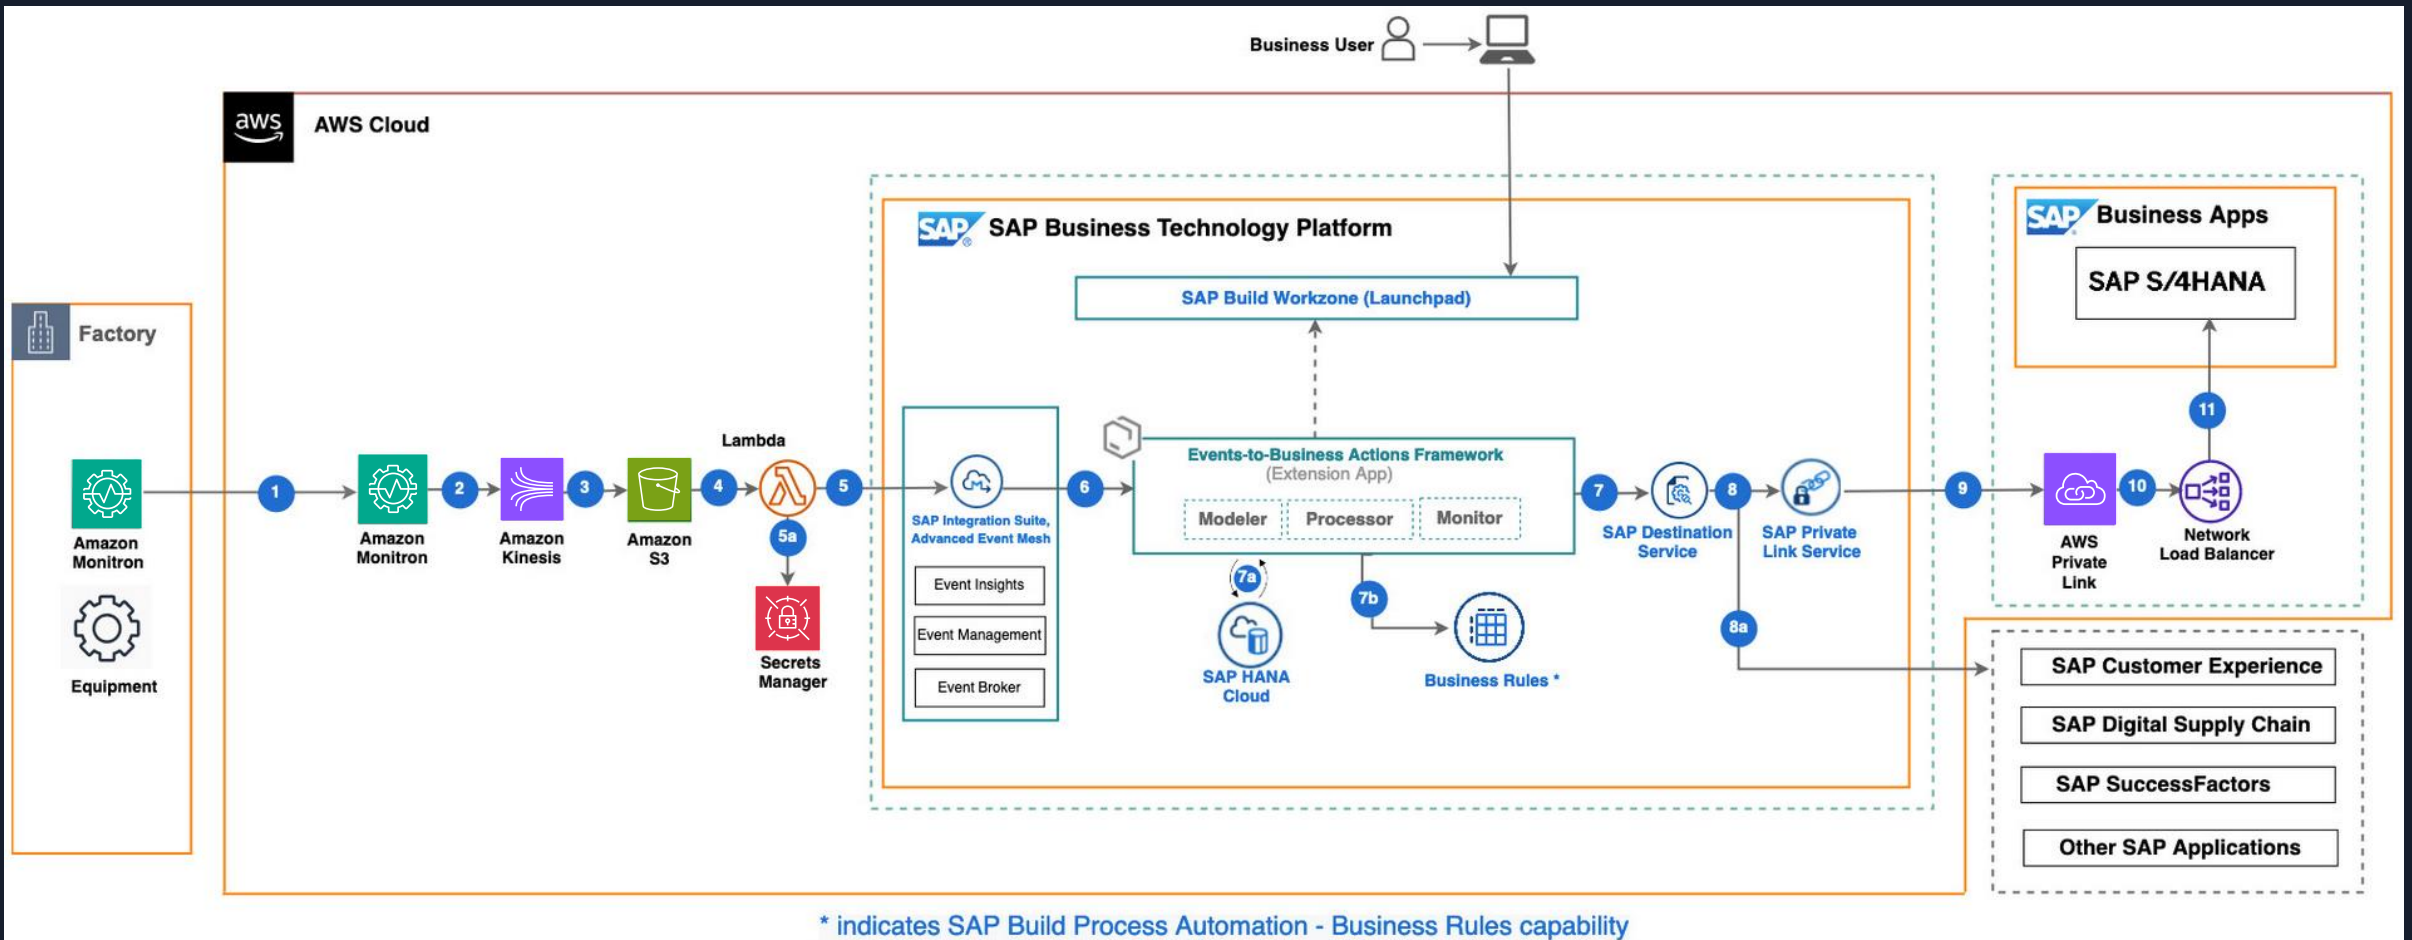 Business User
aws
AWS Cloud
SAP
SAP Business Technology Platform
SAP Build Workzone (Launchpad)
SAP
Business Apps
SAP S/4HANA
Factory
Amazon
Monitron
Equipment
1
Amazon
Monitron
2
Amazon
Kinesis
3
Amazon
S3
4
Lambda
5
5a
Secrets
Manager
SAP Integration Suite,
Advanced Event Mesh
Event Insights
Event Management
Event Broker
6
Events-to-Business Actions Framework
(Extension App)
Modeler
Processor
Monitor
7a
SAP HANA
Cloud
7b
Business Rules *
7
SAP Destination
Service
8
SAP Private
Link Service
8a
9
AWS
Private
Link
10
Network
Load Balancer
11
SAP Customer Experience
SAP Digital Supply Chain
SAP SuccessFactors
Other SAP Applications
* indicates SAP Build Process Automation - Business Rules capability